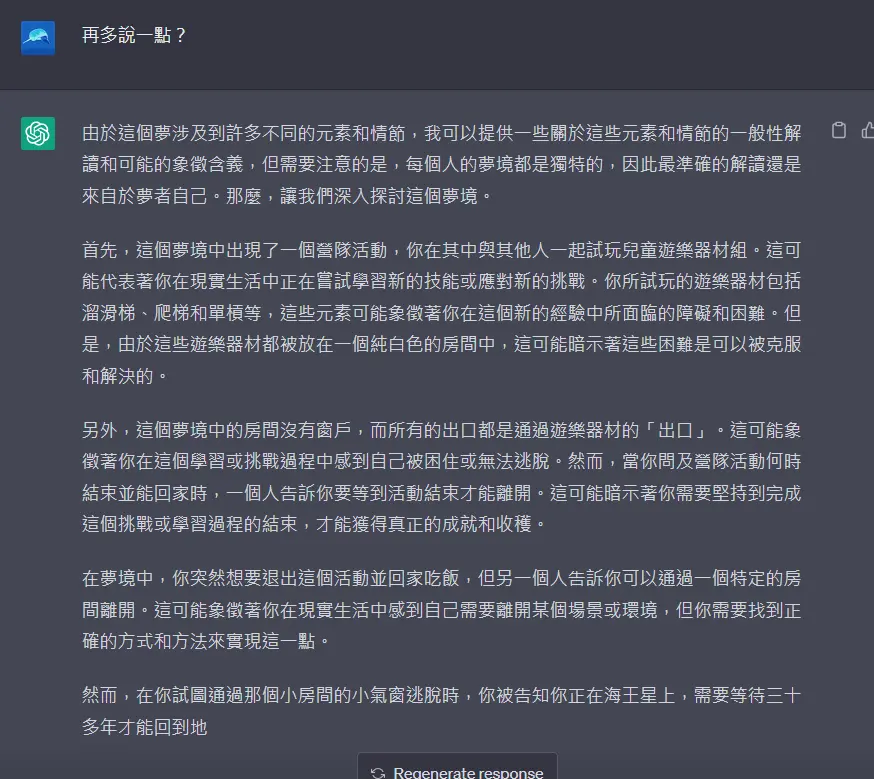 再多說一點？
由於這個夢涉及到許多不同的元素和情節，我可以提供一些關於這些元素和情節的一般性解
讀和可能的象徵含義，但需要注意的是，每個人的夢境都是獨特的，因此最準確的解讀還是
來自於夢者自己。那麼，讓我們深入探討這個夢境。
首先，這個夢境中出現了一個營隊活動，你在其中與其他人一起試玩兒童遊樂器材組。這可
能代表著你在現實生活中正在嘗試學習新的技能或應對新的挑戰。你所試玩的遊樂器材包括
溜滑梯、爬梯和單槓等，這些元素可能象徵著你在這個新的經驗中所面臨的障礙和困難。但
是，由於這些遊樂器材都被放在一個純白色的房間中，這可能暗示著這些困難是可以被克服
和解決的。
另外，這個夢境中的房間沒有窗戶，而所有的出口都是通過遊樂器材的「出口」。這可能象
徵著你在這個學習或挑戰過程中感到自己被困住或無法逃脫。然而，當你問及營隊活動何時
結束並能回家時，一個人告訴你要等到活動結束才能離開。這可能暗示著你需要堅持到完成
這個挑戰或學習過程的結束，才能獲得真正的成就和收穫。
在夢境中，你突然想要退出這個活動並回家吃飯，但另一個人告訴你可以通過一個特定的房
間離開。這可能象徵著你在現實生活中感到自己需要離開某個場景或環境，但你需要找到正
確的方式和方法來實現這一點。
然而，在你試圖通過那個小房間的小氣窗逃脫時，你被告知你正在海王星上，需要等待三十
多年才能回到地
Regenerate response